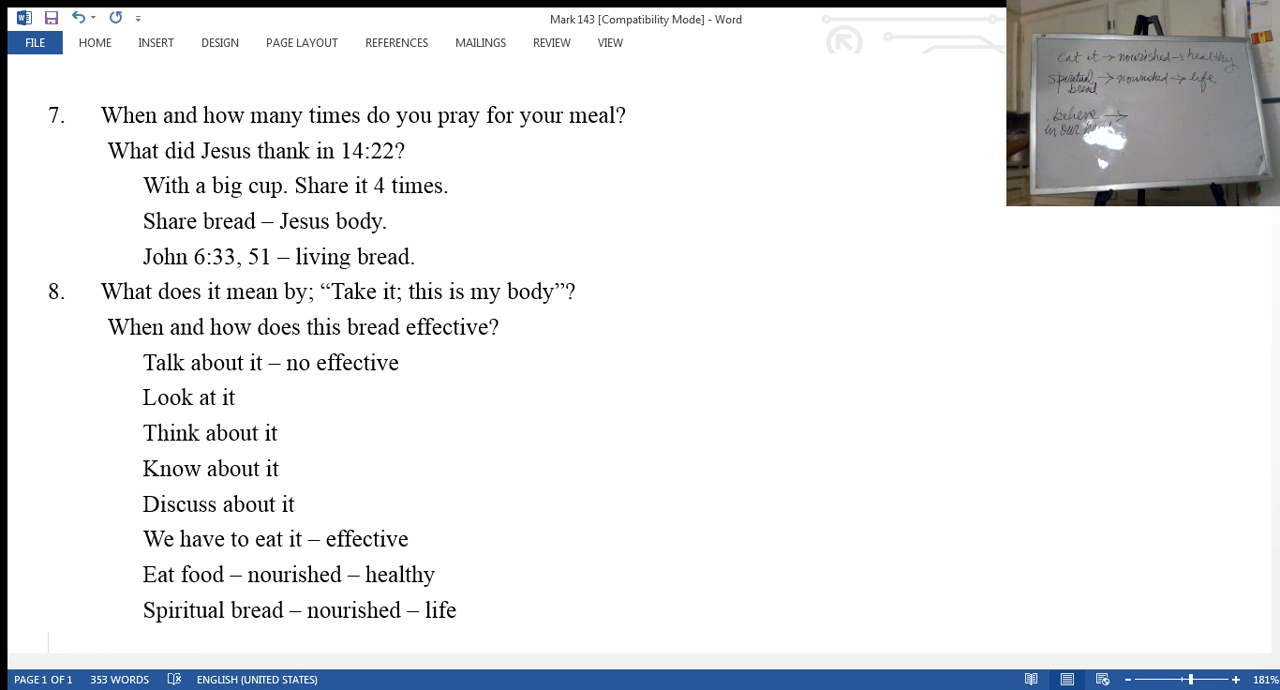 Mark 143 [Compatibility Mode] - Word
FILE HOME INSERT DESIGN PAGE LAYOUT REFERENCES MAILINGS REVIEW VIEW
7. When and how many times do you pray for your meal?
What did Jesus thank in 14:22?
With a big cup. Share it 4 times.
Share bread – Jesus body.
John 6:33, 51 – living bread.
8. What does it mean by; “Take it; this is my body”?
When and how does this bread effective?
Talk about it – no effective
Look at it
Think about it
Know about it
Discuss about it
We have to eat it – effective
Eat food – nourished – healthy
Spiritual bread – nourished – life
eat it → nourished → healthy
spiritual → nourished → life
bread
believe →
in our
PAGE 1 OF 1 353 WORDS ENGLISH (UNITED STATES) 181%